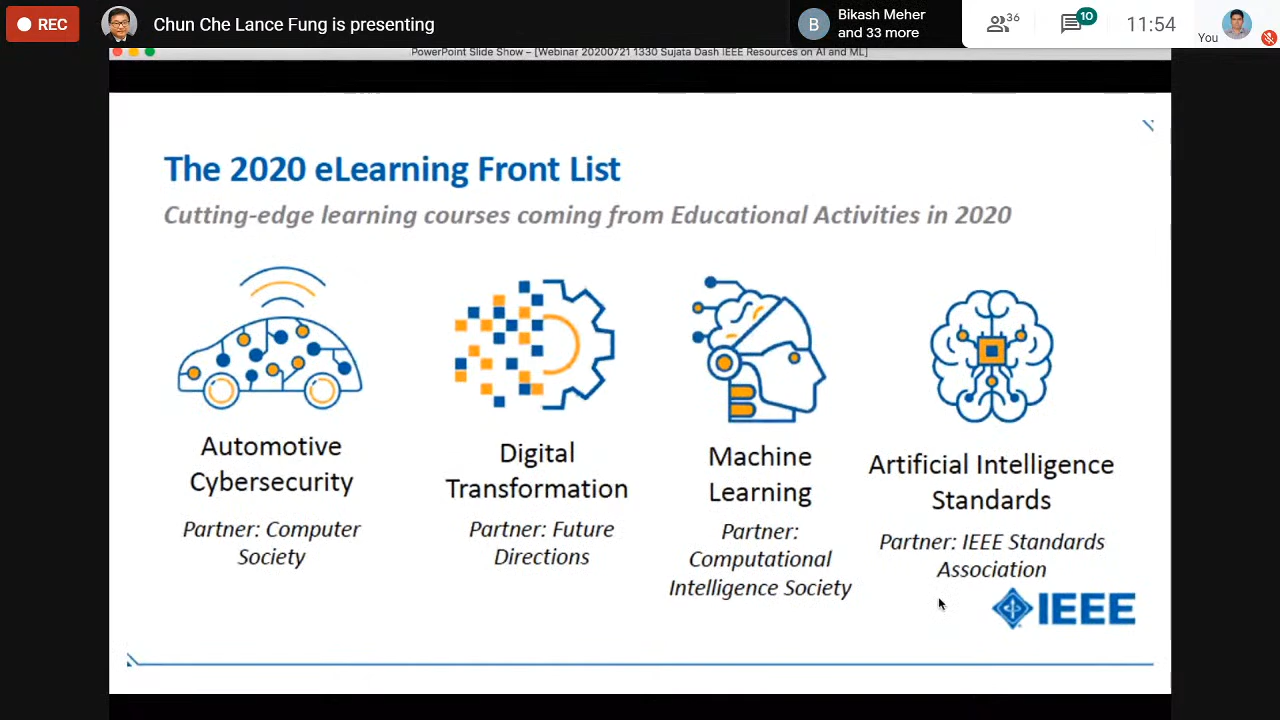 REC
Chun Che Lance Fung is presenting
B
Bikash Meher
and 33 more
36
10
11:54
You
PowerPoint Slide Show – [Webinar 20200721 1330 Sujata Dash IEEE Resources on AI and ML]
The 2020 eLearning Front List
Cutting-edge learning courses coming from Educational Activities in 2020
Automotive
Cybersecurity
Partner: Computer
Society
Digital
Transformation
Partner: Future
Directions
Machine
Learning
Partner:
Computational
Intelligence Society
Artificial Intelligence
Standards
Partner: IEEE Standards
Association
IEEE